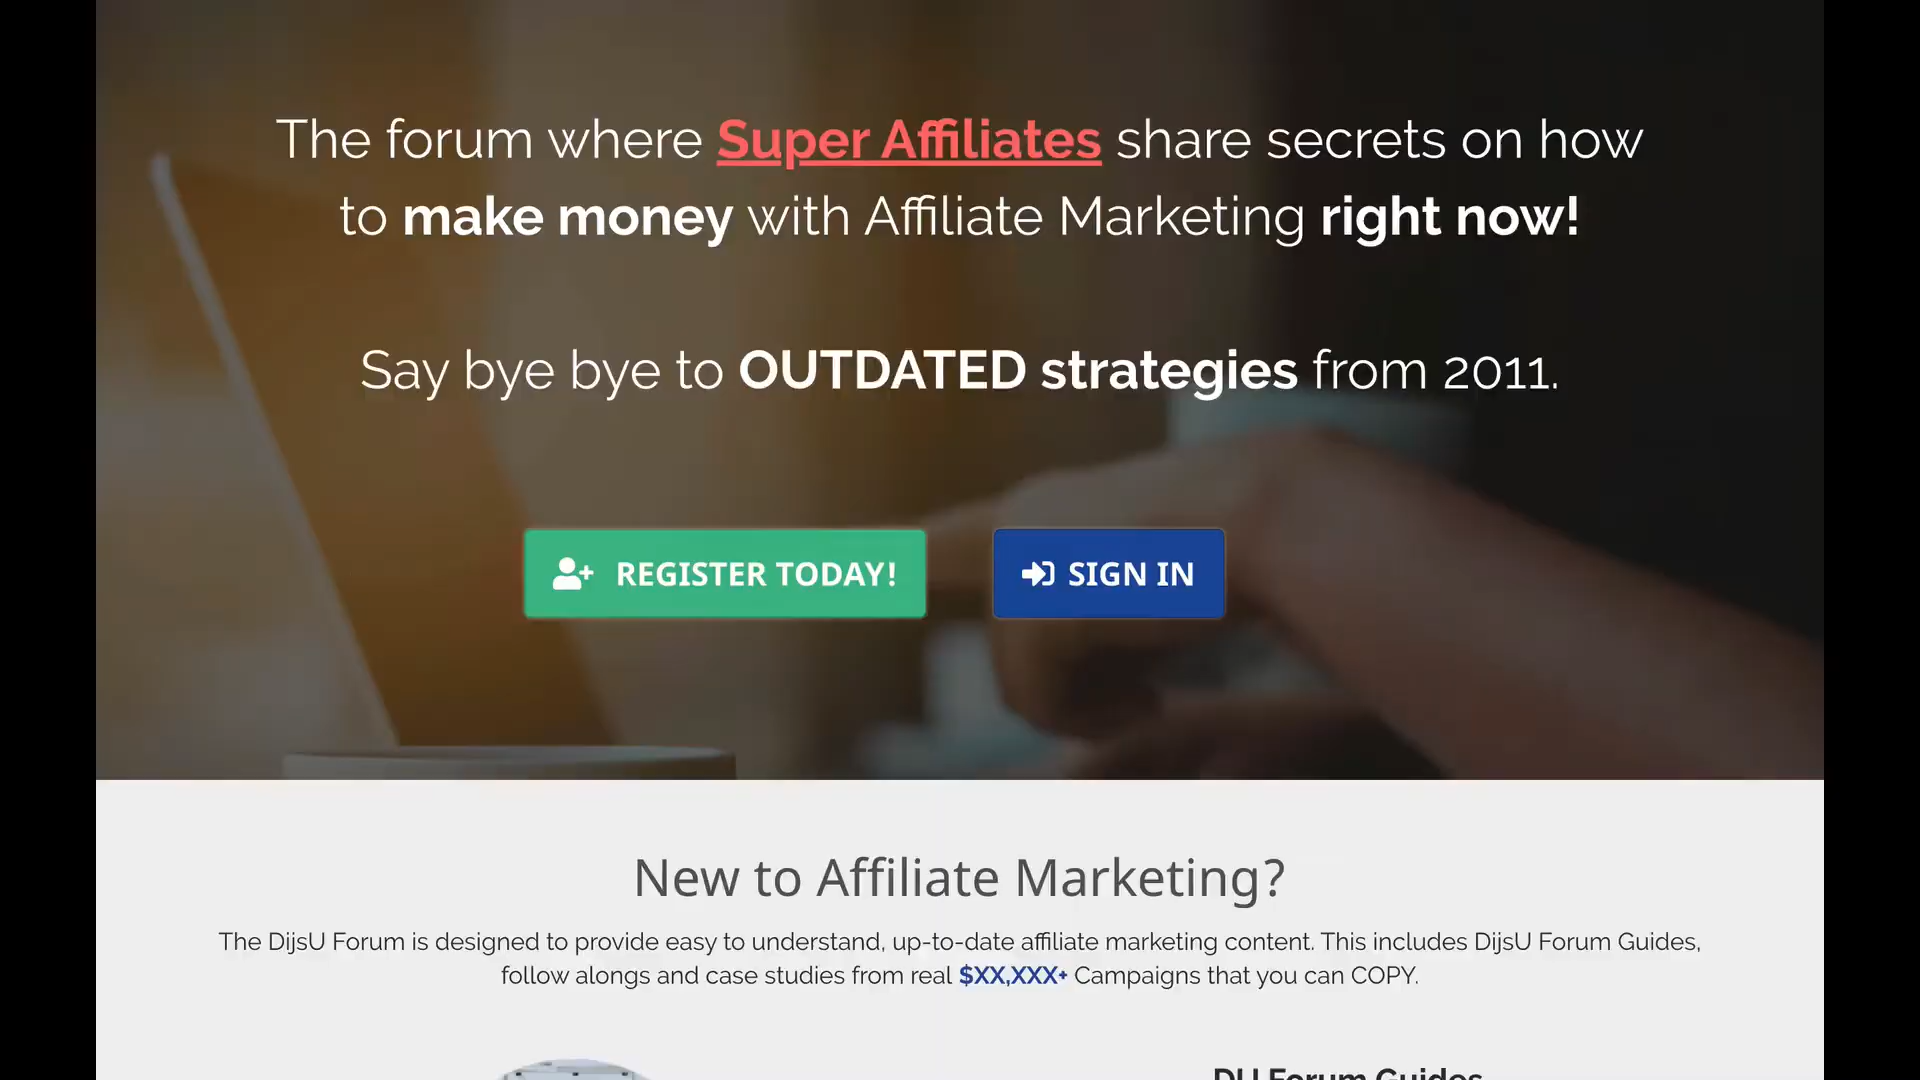 The forum where Super Affiliates share secrets on how
to make money with Affiliate Marketing right now!
Say bye bye to OUTDATED strategies from 2011.
REGISTER TODAY!
SIGN IN
New to Affiliate Marketing?
The DijsU Forum is designed to provide easy to understand, up-to-date affiliate marketing content. This includes DijsU Forum Guides,
follow alongs and case studies from real $XX,XXX+ Campaigns that you can COPY.
DU Forum Guides